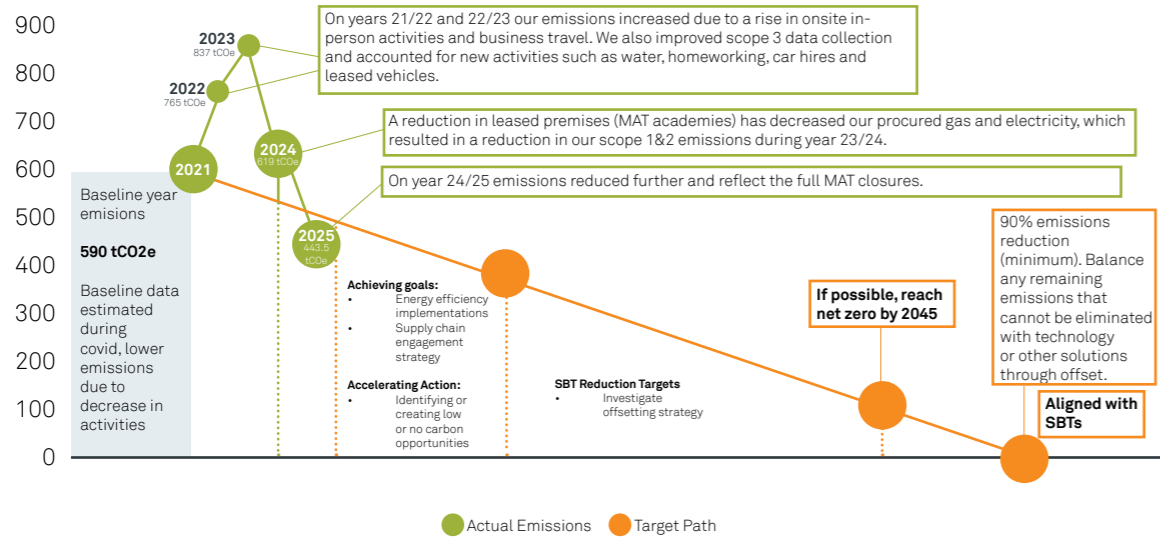 900
800
700
600
500
400
300
200
100
0
2023
837 tCOe
2022
765 tCOe
2021
2024
619 tCOe
2025
443.5
tCOe
On years 21/22 and 22/23 our emissions increased due to a rise in onsite in-
person activities and business travel. We also improved scope 3 data collection
and accounted for new activities such as water, homeworking, car hires and
leased vehicles.
A reduction in leased premises (MAT academies) has decreased our procured gas and electricity, which
resulted in a reduction in our scope 1&2 emissions during year 23/24.
On year 24/25 emissions reduced further and reflect the full MAT closures.
Baseline year
emisions
590 tCO2e
Baseline data
estimated
during
covid, lower
emissions
due to
decrease in
activities
Achieving goals:
• Energy efficiency
implementations
• Supply chain
engagement
strategy
Accelerating Action:
• Identifying or
creating low
or no carbon
opportunities
SBT Reduction Targets
• Investigate
offsetting strategy
If possible, reach
net zero by 2045
90% emissions
reduction
(minimum). Balance
any remaining
emissions that
cannot be eliminated
with technology
or other solutions
through offset.
Aligned with
SBTs
Actual Emissions
Target Path